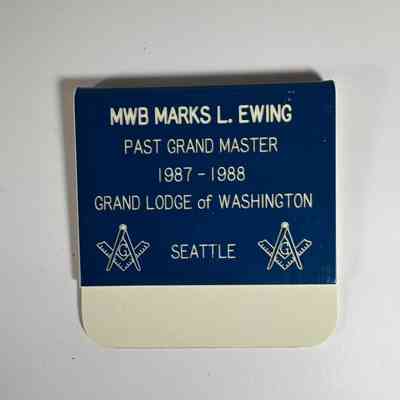 MWB MARKS L. EWING
PAST GRAND MASTER
1987-1988
GRAND LODGE of WASHINGTON
G SEATTLE G